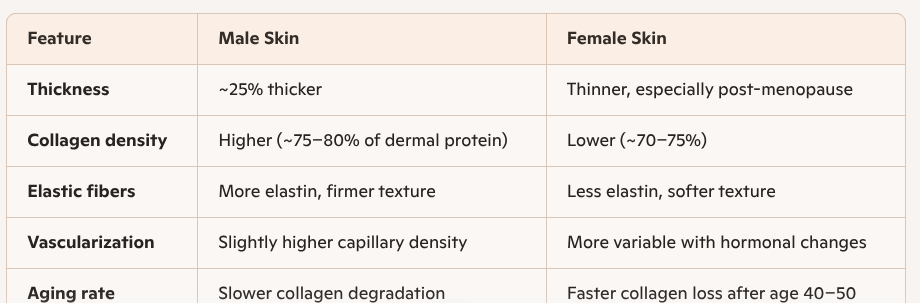 Feature Male Skin Female Skin
Thickness ~25% thicker Thinner, especially post-menopause
Collagen density Higher (~75–80% of dermal protein) Lower (~70–75%)
Elastic fibers More elastin, firmer texture Less elastin, softer texture
Vascularization Slightly higher capillary density More variable with hormonal changes
Aging rate Slower collagen degradation Faster collagen loss after age 40–50